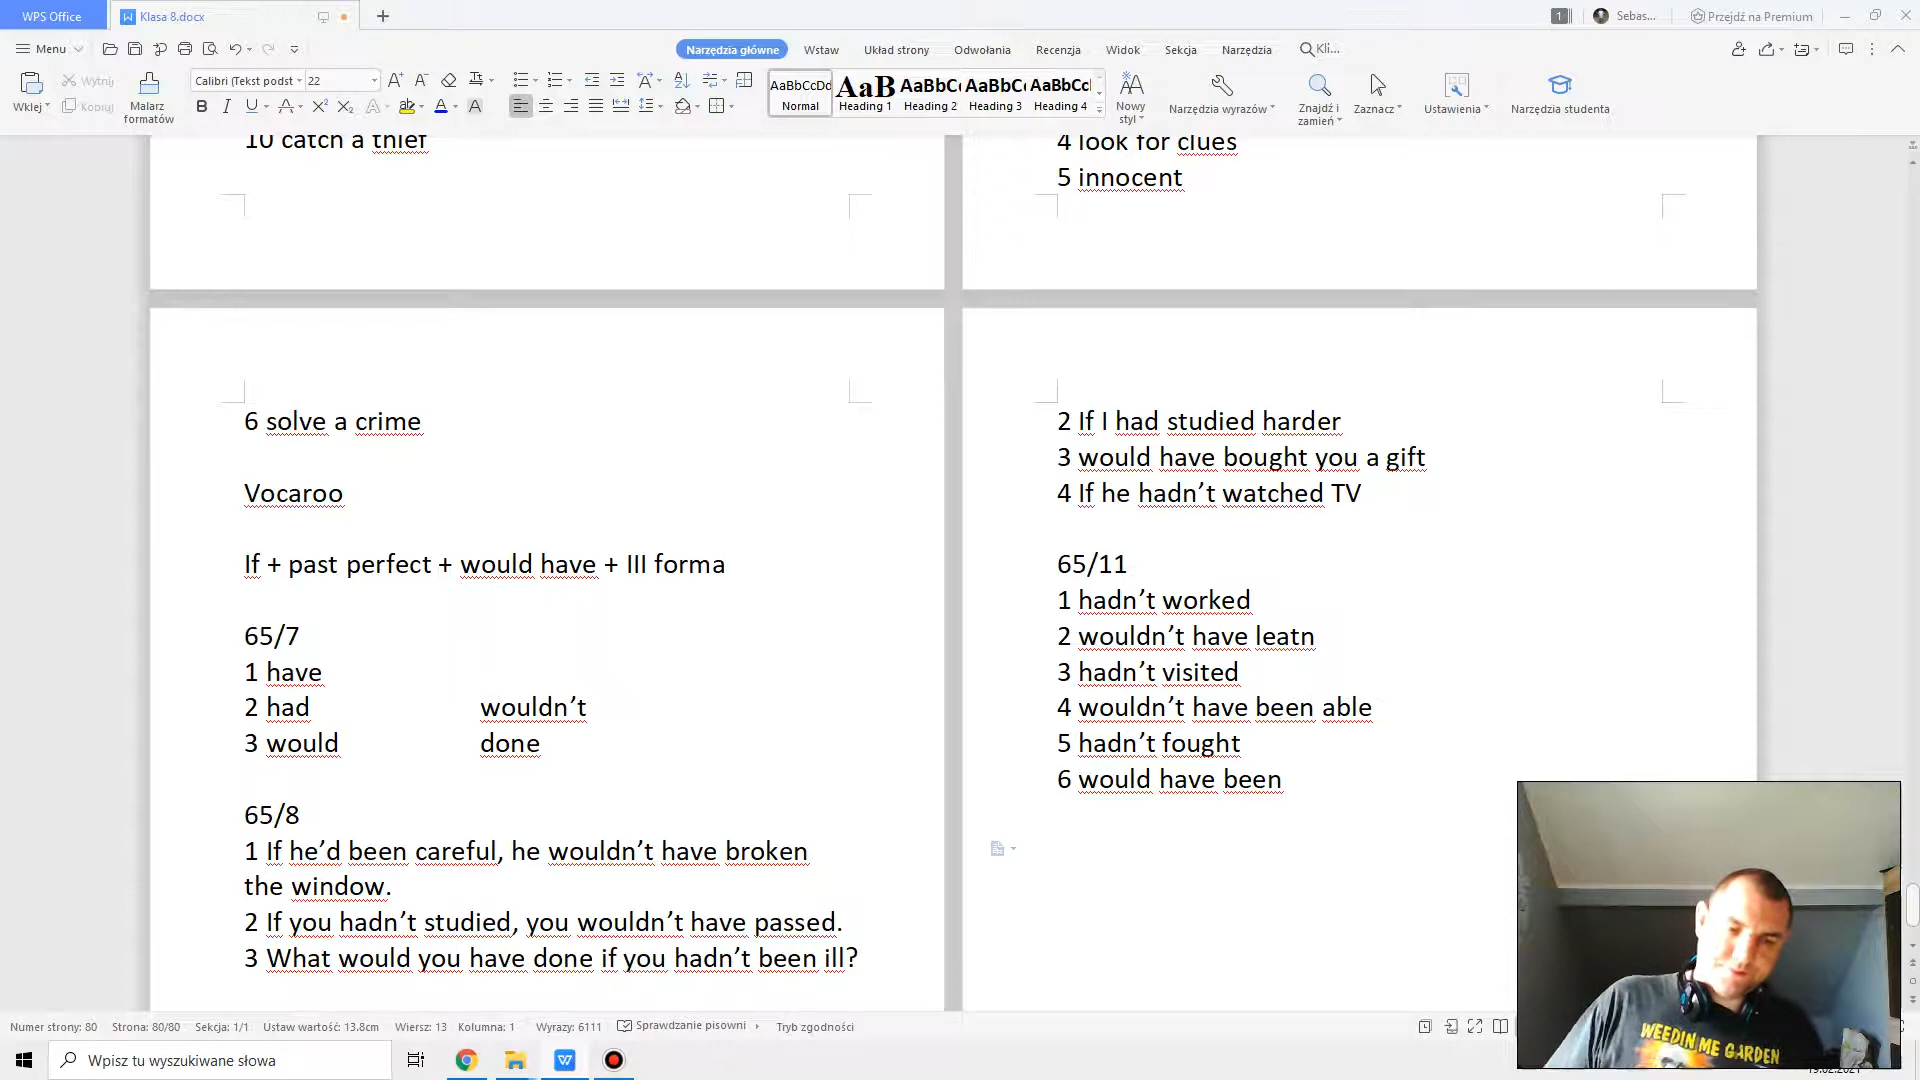 WPS Office
Klasa 8.docx
1
Sebas...
Przejdź na Premium
Menu
Narzędzia główne
Wstaw
Układ strony
Odwołania
Recenzja
Widok
Sekcja
Narzędzia
Kli...
Wklej
Wytnij
Kopiuj
Malarz formatów
Calibri (Tekst podst
22
AaBbCcDd
Normal
AaB
Heading 1
AaBbC
Heading 2
AaBbC
Heading 3
AaBbC
Heading 4
Nowy styl
Narzędzia wyrazów
Znajdź i zamień
Zaznacz
Ustawienia
Narzędzia studenta
10 catch a thief
4 look for clues
5 innocent
6 solve a crime
Vocaroo
If + past perfect + would have + III forma
65/7
1 have
2 had wouldn't
3 would done
65/8
1 If he'd been careful, he wouldn't have broken
the window.
2 If you hadn't studied, you wouldn't have passed.
3 What would you have done if you hadn't been ill?
2 If I had studied harder
3 would have bought you a gift
4 If he hadn't watched TV
65/11
1 hadn't worked
2 wouldn't have leatn
3 hadn't visited
4 wouldn't have been able
5 hadn't fought
6 would have been
WEEDIN ME GARDEN
Numer strony: 80
Strona: 80/80
Sekcja: 1/1
Ustaw wartość: 13.8cm
Wiersz: 13
Kolumna: 1
Wyrazy: 6111
Sprawdzanie pisowni
Tryb zgodności
Wpisz tu wyszukiwane słowa